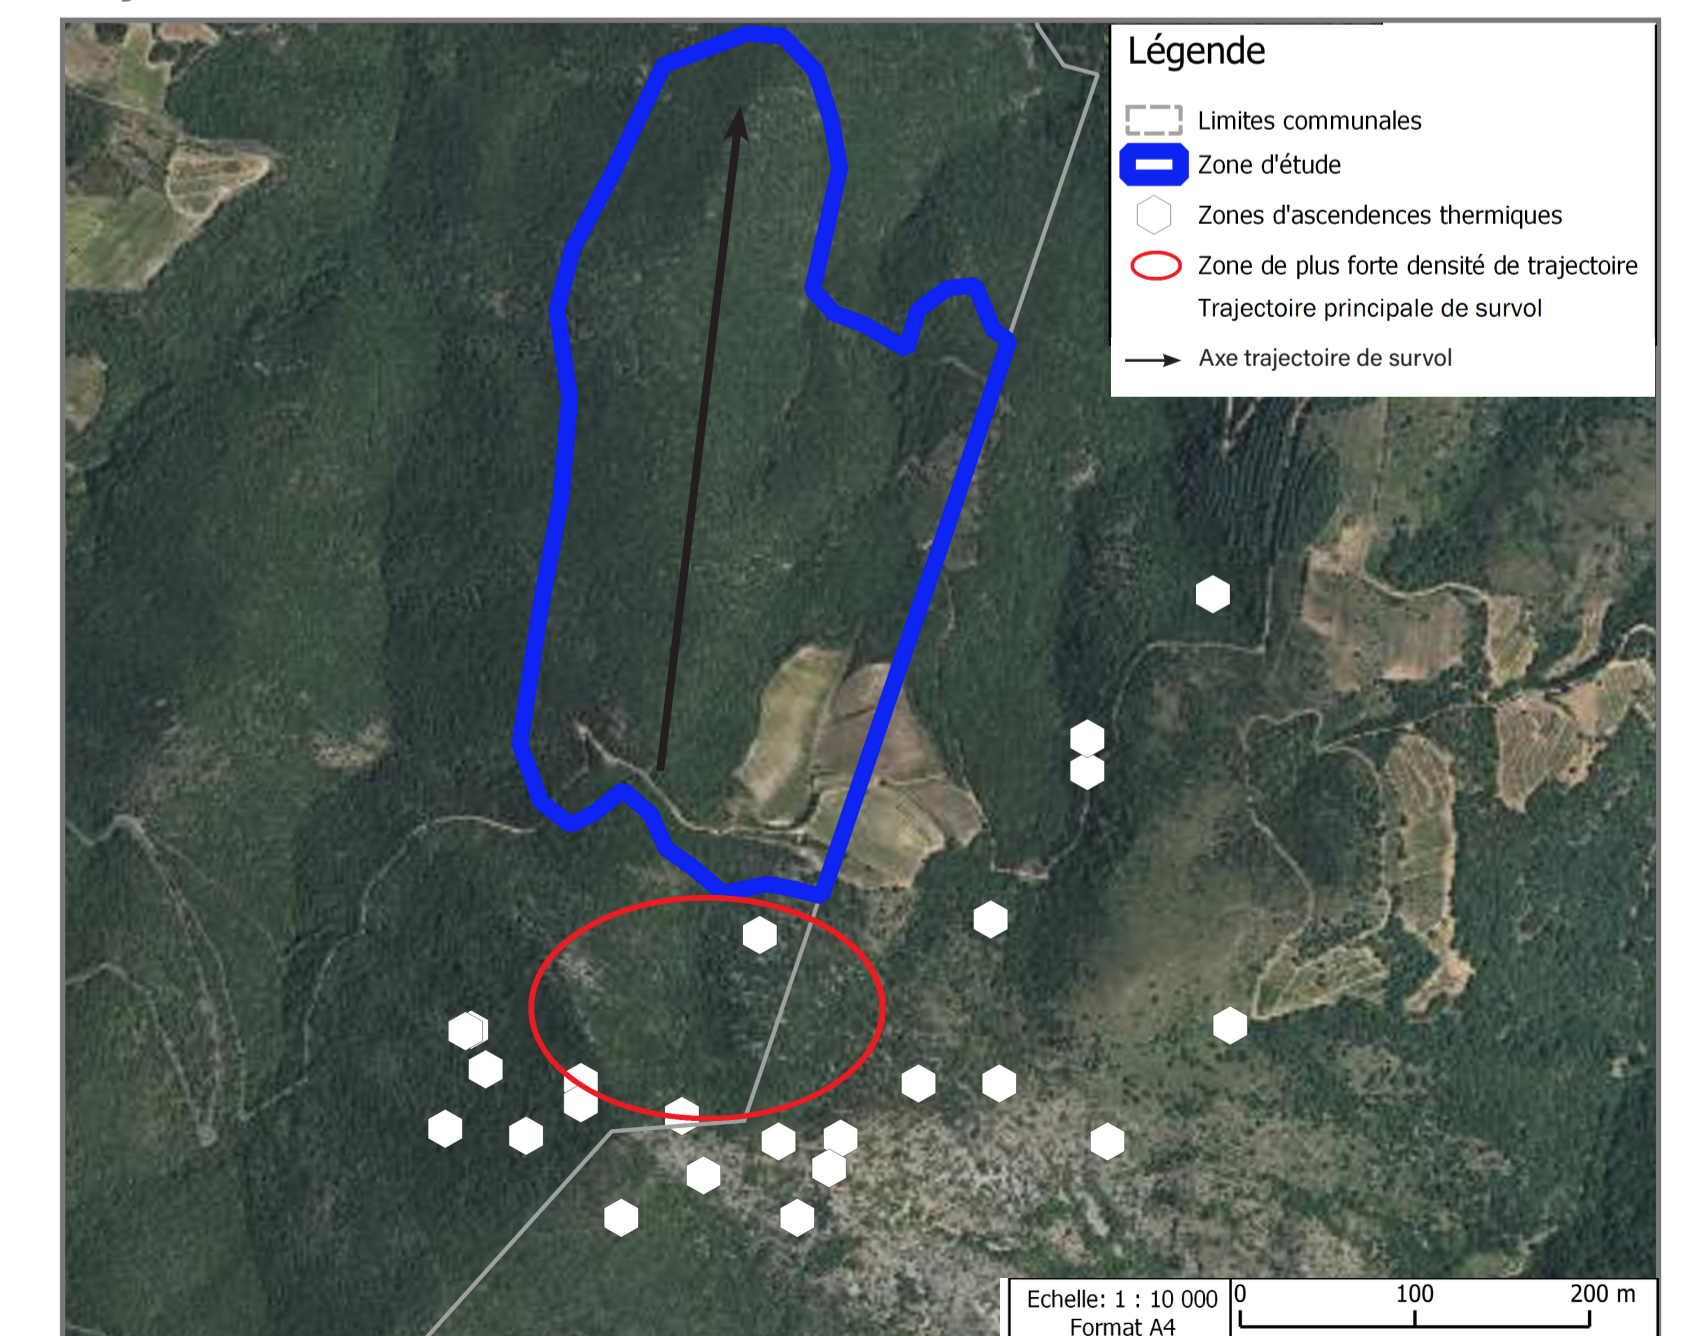 Légende
Limites communales
Zone d'étude
Zones d'ascendences thermiques
Zone de plus forte densité de trajectoire
Trajectoire principale de survol
Axe trajectoire de survol
Echelle: 1 : 10 000
Format A4
0 100 200 m